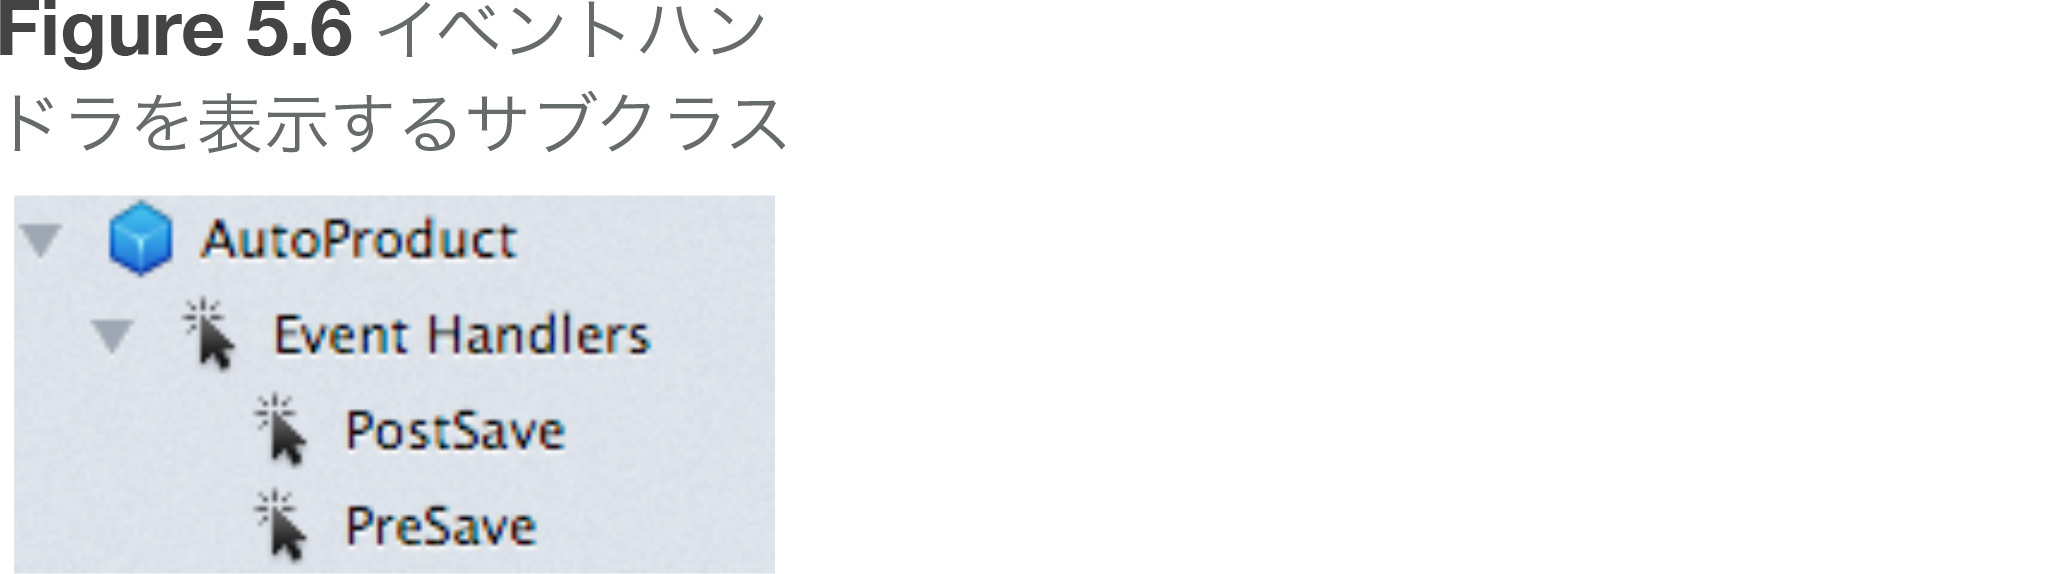 Figure 5.6 イベントハン
ドラを表示するサブクラス
AutoProduct
Event Handlers
PostSave
PreSave